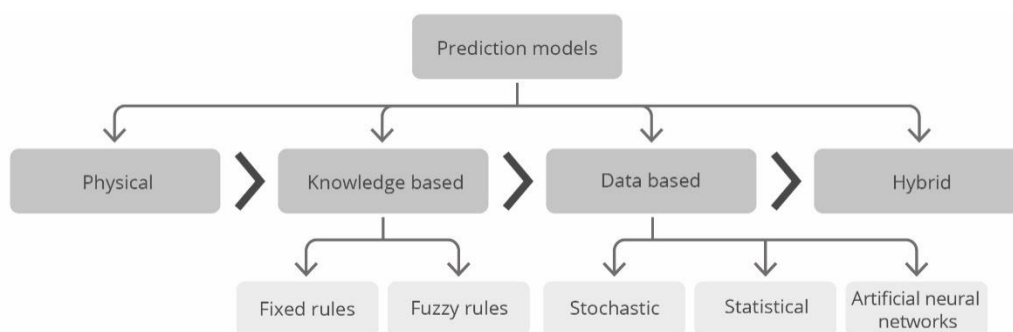 Prediction models
Physical
Knowledge based
Data based
Hybrid
Fixed rules
Fuzzy rules
Stochastic
Statistical
Artificial neural
networks